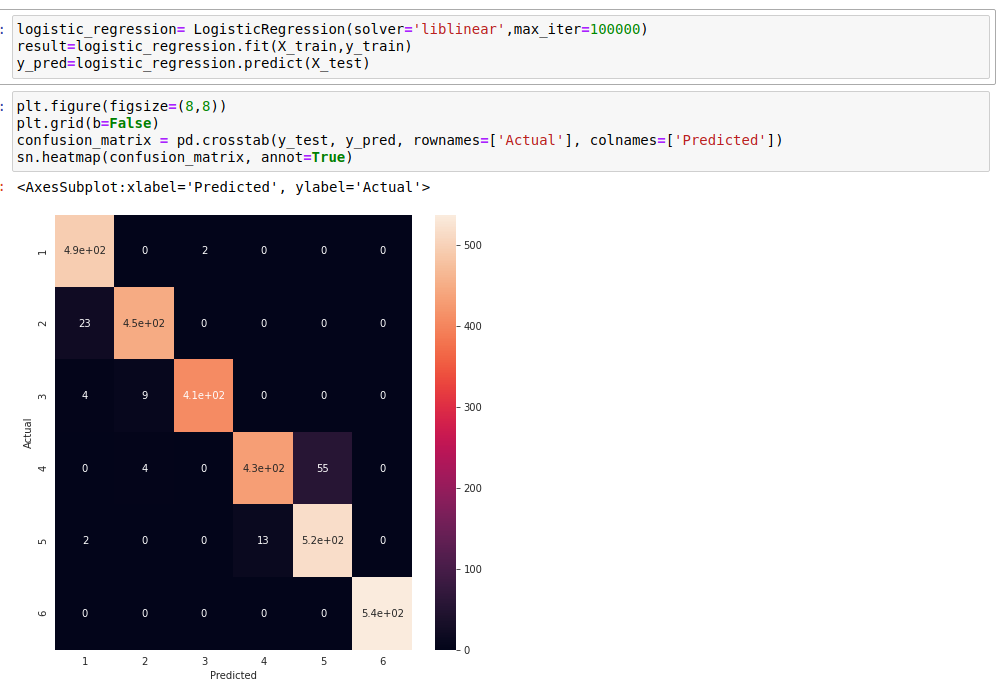 : logistic_regression= LogisticRegression(solver='liblinear',max_iter=100000)
result=logistic_regression.fit(X_train,y_train)
y_pred=logistic_regression.predict(X_test)
: plt.figure(figsize=(8,8))
plt.grid(b=False)
confusion_matrix = pd.crosstab(y_test, y_pred, rownames=['Actual'], colnames=['Predicted'])
sn.heatmap(confusion_matrix, annot=True)
: <AxesSubplot:xlabel='Predicted', ylabel='Actual'>
1 4.9e+02 0 2 0 0 0
2 23 4.5e+02 0 0 0 0
3 4 9 4.1e+02 0 0 0
4 0 4 0 4.3e+02 55 0
5 2 0 0 13 5.2e+02 0
6 0 0 0 0 0 5.4e+02
1 2 3 4 5 6
Predicted
Actual
500
400
300
200
100
0